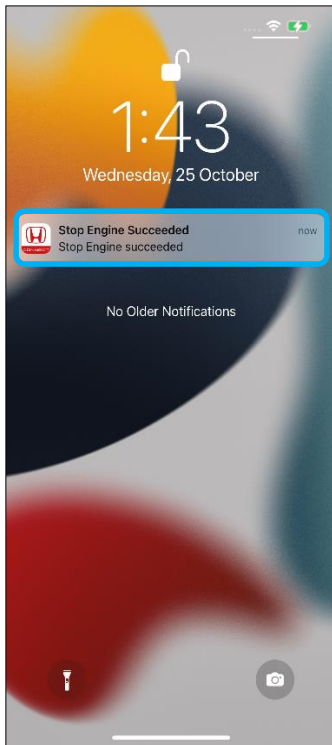 1:43
Wednesday, 25 October
Stop Engine Succeeded
now
Stop Engine succeeded
No Older Notifications